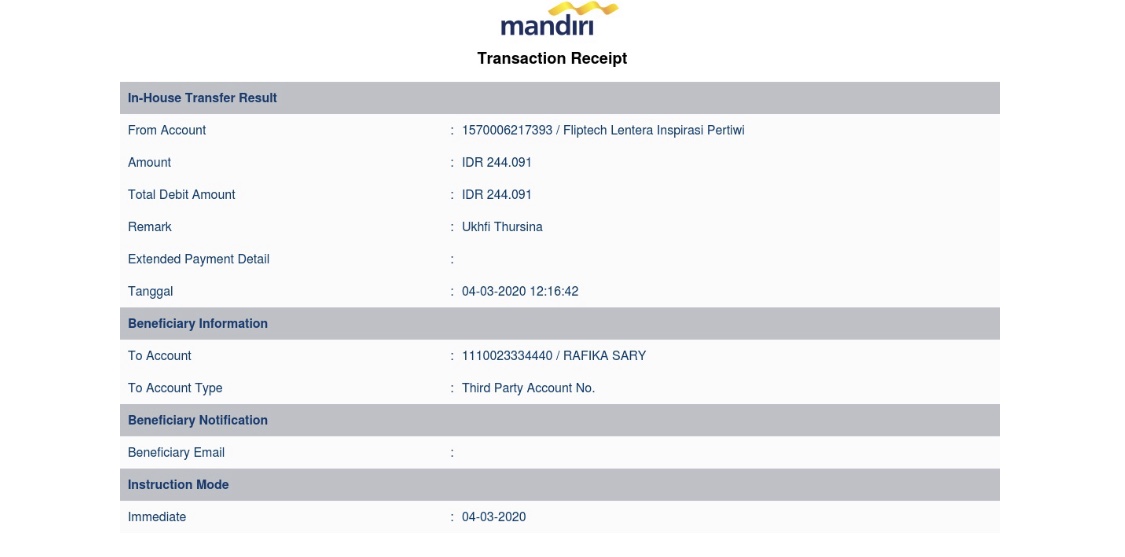 mandiri
Transaction Receipt
In-House Transfer Result
From Account : 1570006217393 / Fliptech Lentera Inspirasi Pertiwi
Amount : IDR 244.091
Total Debit Amount : IDR 244.091
Remark : Ukhfi Thursina
Extended Payment Detail :
Tanggal : 04-03-2020 12:16:42
Beneficiary Information
To Account : 1110023334440 / RAFIKA SARY
To Account Type : Third Party Account No.
Beneficiary Notification
Beneficiary Email :
Instruction Mode
Immediate : 04-03-2020